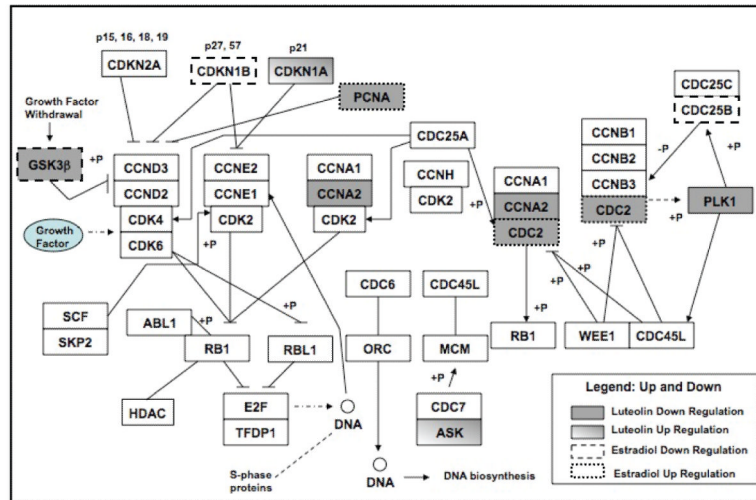 p15, 16, 18, 19
p27, 57
p21
CDKN2A
CDKN1B
CDKN1A
PCNA
CDC25C
CDC25B
Growth Factor
Withdrawal
GSK3β
+P
CCND3
CCND2
CDK4
CDK6
CCNE2
CCNE1
CDK2
+P
CCNA1
CCNA2
CDK2
CDC25A
CCNH
CDK2
CCNA1
CCNA2
CDC2
+P
CCNB1
CCNB2
CCNB3
CDC2
-P
+P
+P
PLK1
Growth
Factor
SCF
SKP2
ABL1
+P
RB1
+P
RBL1
HDAC
E2F
TFDP1
DNA
S-phase
proteins
CDC6
ORC
DNA
DNA biosynthesis
CDC45L
MCM
+P
CDC7
ASK
+P
RB1
+P
+P
WEE1
CDC45L
Legend: Up and Down
Luteolin Down Regulation
Luteolin Up Regulation
Estradiol Down Regulation
Estradiol Up Regulation